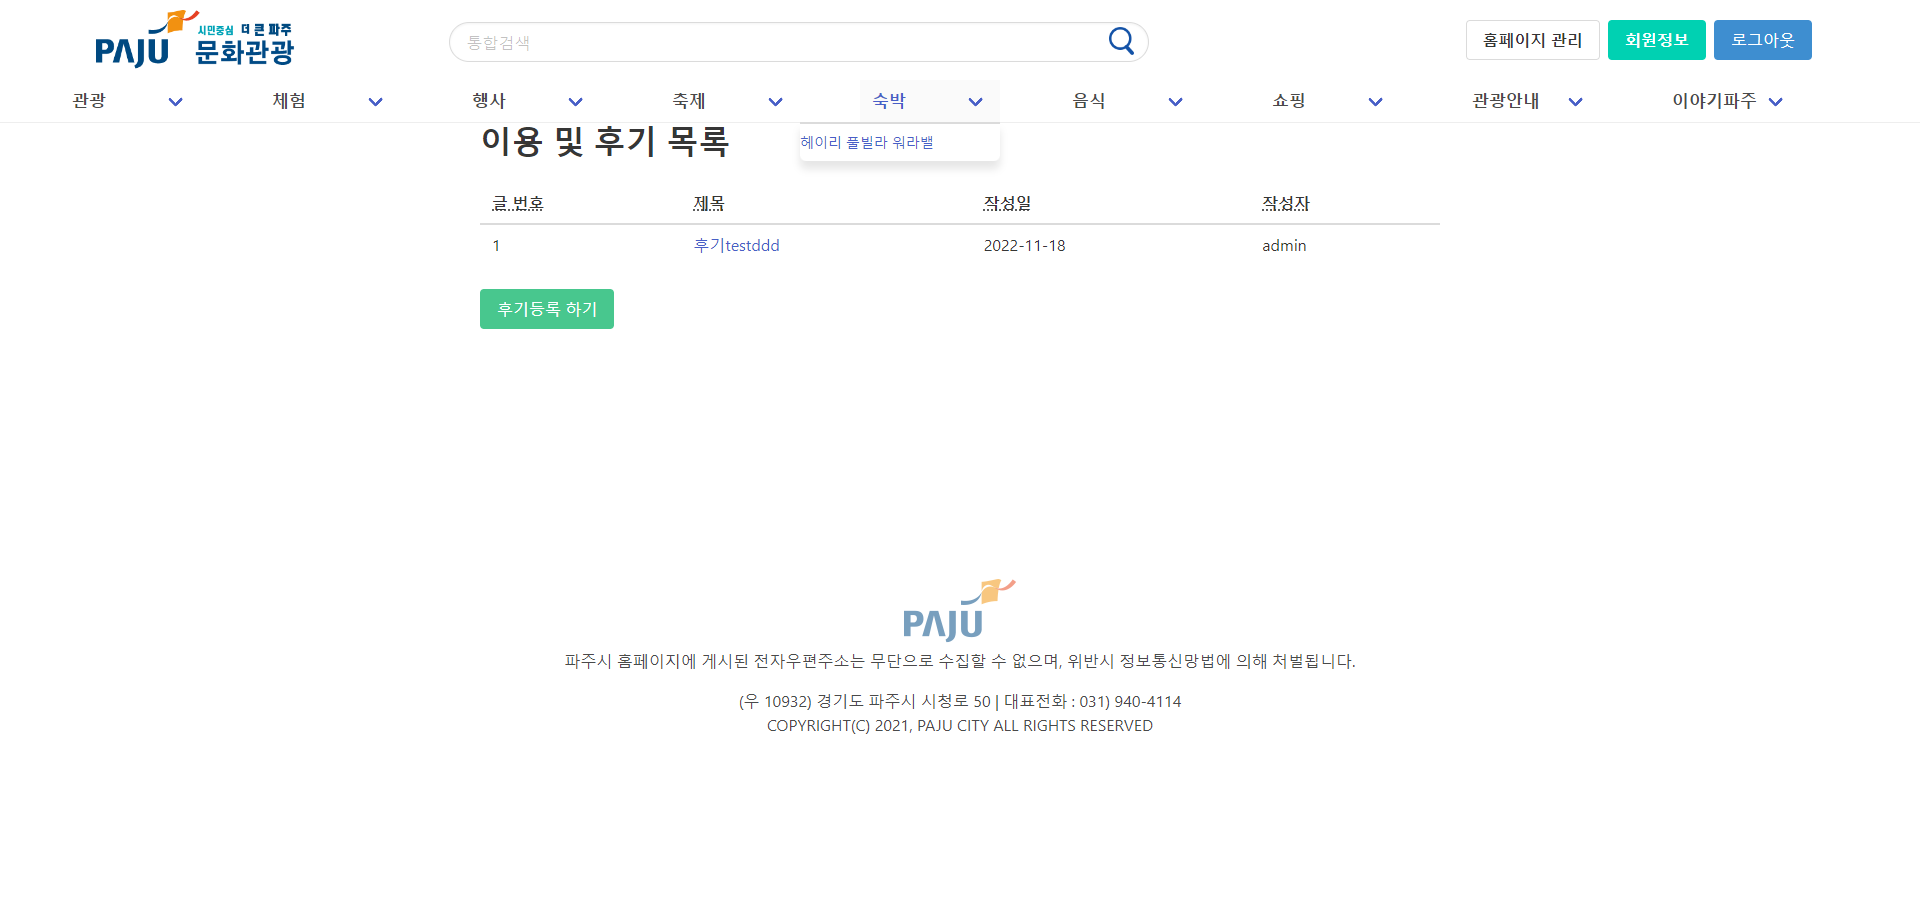 PAJU 시민중심 더 큰 파주
문화관광
통합검색
홈페이지 관리 회원정보 로그아웃
관광 체험 행사 축제 숙박 음식 쇼핑 관광안내 이야기파주
헤이리 풀빌라 워라밸
이용 및 후기 목록
글 번호 제목 작성일 작성자
1 후기testddd 2022-11-18 admin
후기등록 하기
PAJU
파주시 홈페이지에 게시된 전자우편주소는 무단으로 수집할 수 없으며, 위반시 정보통신망법에 의해 처벌됩니다.
(우 10932) 경기도 파주시 시청로 50 | 대표전화 : 031) 940-4114
COPYRIGHT(C) 2021, PAJU CITY ALL RIGHTS RESERVED